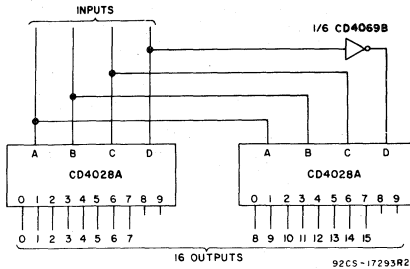 INPUTS
1/6 CD4069B
A B C D
CD4028A
0 1 2 3 4 5 6 7 8 9
0 1 2 3 4 5 6 7
A B C D
CD4028A
0 1 2 3 4 5 6 7 8 9
8 9 10 11 12 13 14 15
16 OUTPUTS
92CS-17293R2